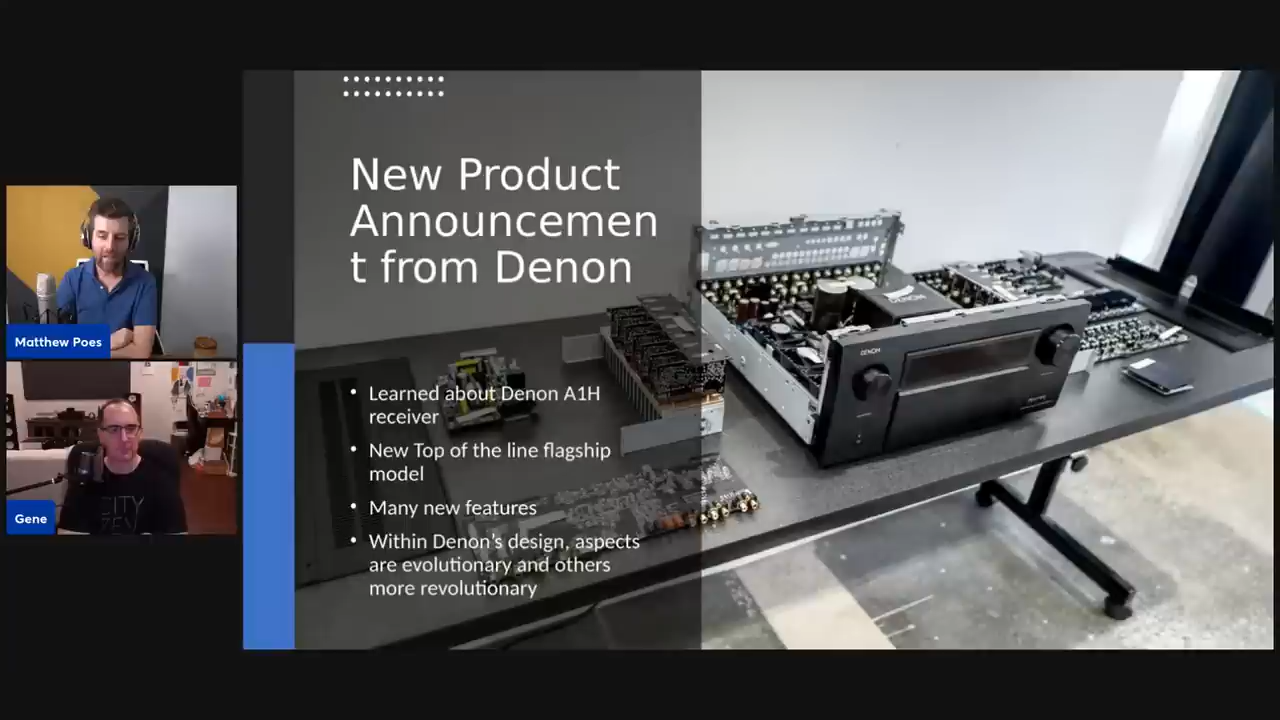 New Product
Announcemen
t from Denon
• Learned about Denon A1H
receiver
• New Top of the line flagship
model
• Many new features
• Within Denon's design, aspects
are evolutionary and others
more revolutionary
Matthew Poes
Gene
DENON
DENON
CITY